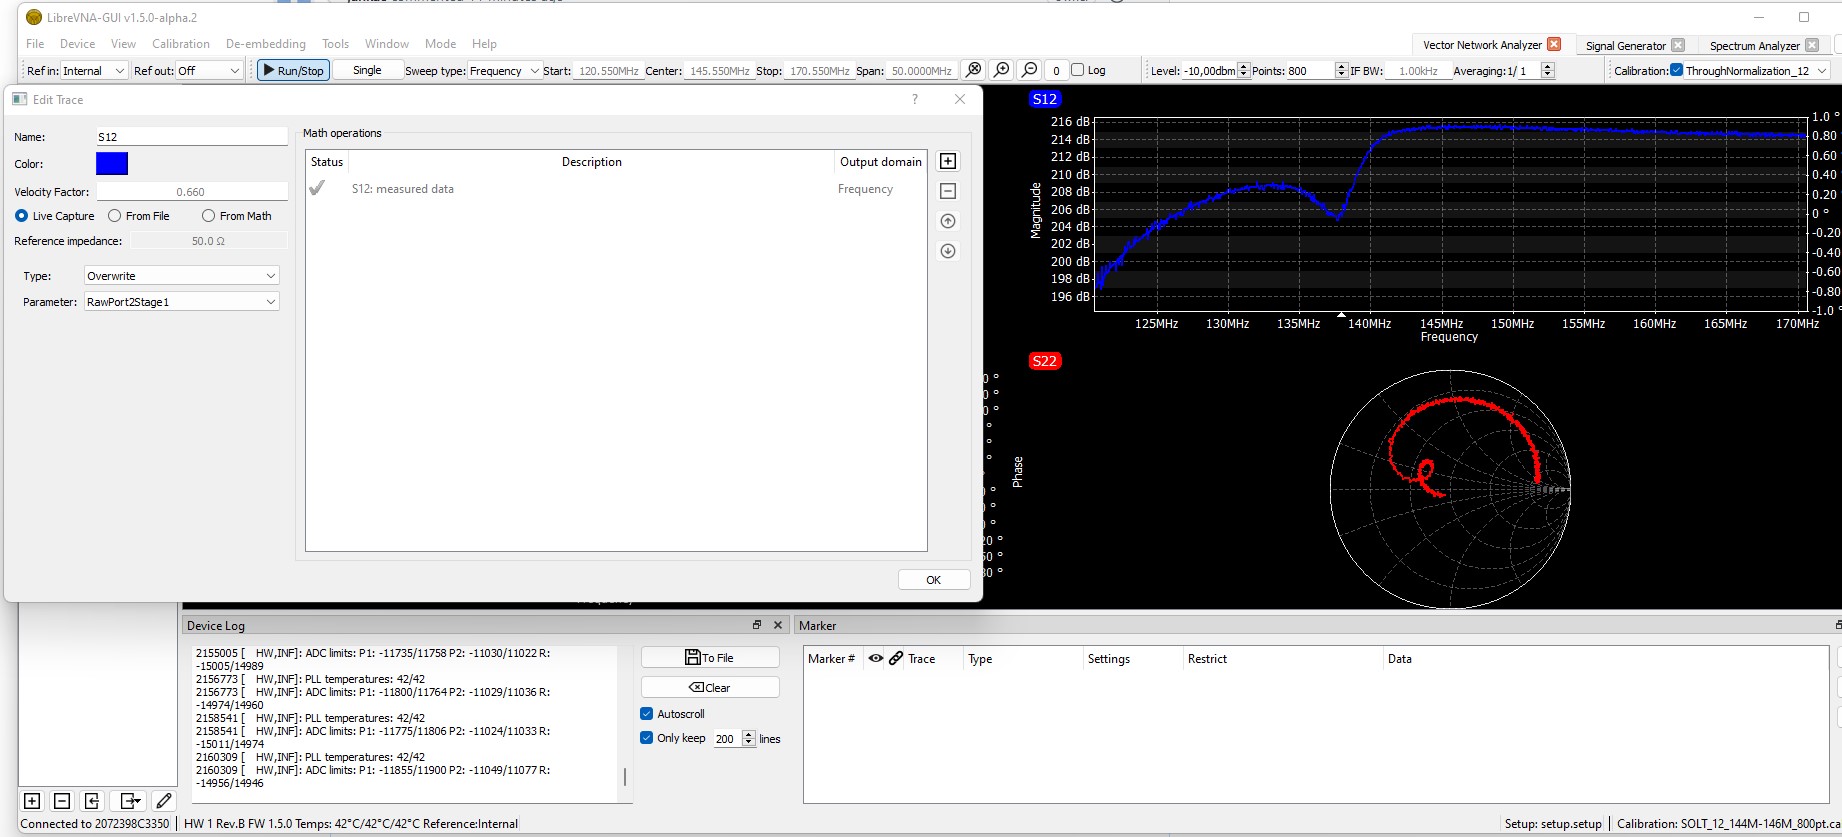 LibreVNA-GUI v1.5.0-alpha.2
File Device View Calibration De-embedding Tools Window Mode Help
Vector Network Analyzer Signal Generator Spectrum Analyzer
Ref in: Internal Ref out: Off Run/Stop Single Sweep type: Frequency Start: 120.550MHz Center: 145.550MHz Stop: 170.550MHz Span: 50.0000MHz 0 Log Level: -10,00dbm Points: 800 IF BW: 1.00kHz Averaging: 1/ 1 Calibration: ThroughNormalization_12
Edit Trace ?
Name: S12
Color:
Velocity Factor: 0.660
Live Capture From File From Math
Reference impedance: 50.0 Ω
Type: Overwrite
Parameter: RawPort2Stage1
Math operations
Status Description Output domain
S12: measured data Frequency
OK
S12
216 dB
214 dB
212 dB
210 dB
208 dB
206 dB
204 dB
202 dB
200 dB
198 dB
196 dB
Magnitude
1.0 °
0.80
0.60
0.40
0.20
0 °
-0.20
-0.40
-0.60
-0.80
-1.0 °
125MHz 130MHz 135MHz 140MHz 145MHz 150MHz 155MHz 160MHz 165MHz 170MHz
Frequency
S22
Phase
Device Log
2155005 [ HW,INF]: ADC limits: P1: -11735/11758 P2: -11030/11022 R:
-15005/14989
2156773 [ HW,INF]: PLL temperatures: 42/42
2156773 [ HW,INF]: ADC limits: P1: -11800/11764 P2: -11029/11036 R:
-14974/14960
2158541 [ HW,INF]: PLL temperatures: 42/42
2158541 [ HW,INF]: ADC limits: P1: -11775/11806 P2: -11024/11033 R:
-15011/14974
2160309 [ HW,INF]: PLL temperatures: 42/42
2160309 [ HW,INF]: ADC limits: P1: -11855/11900 P2: -11049/11077 R:
-14956/14946
To File
Clear
Autoscroll
Only keep 200 lines
Marker
Marker # Trace Type Settings Restrict Data
Connected to 2072398C3350 HW 1 Rev.B FW 1.5.0 Temps: 42°C/42°C/42°C Reference:Internal
Setup: setup.setup Calibration: SOLT_12_144M-146M_800pt.ca